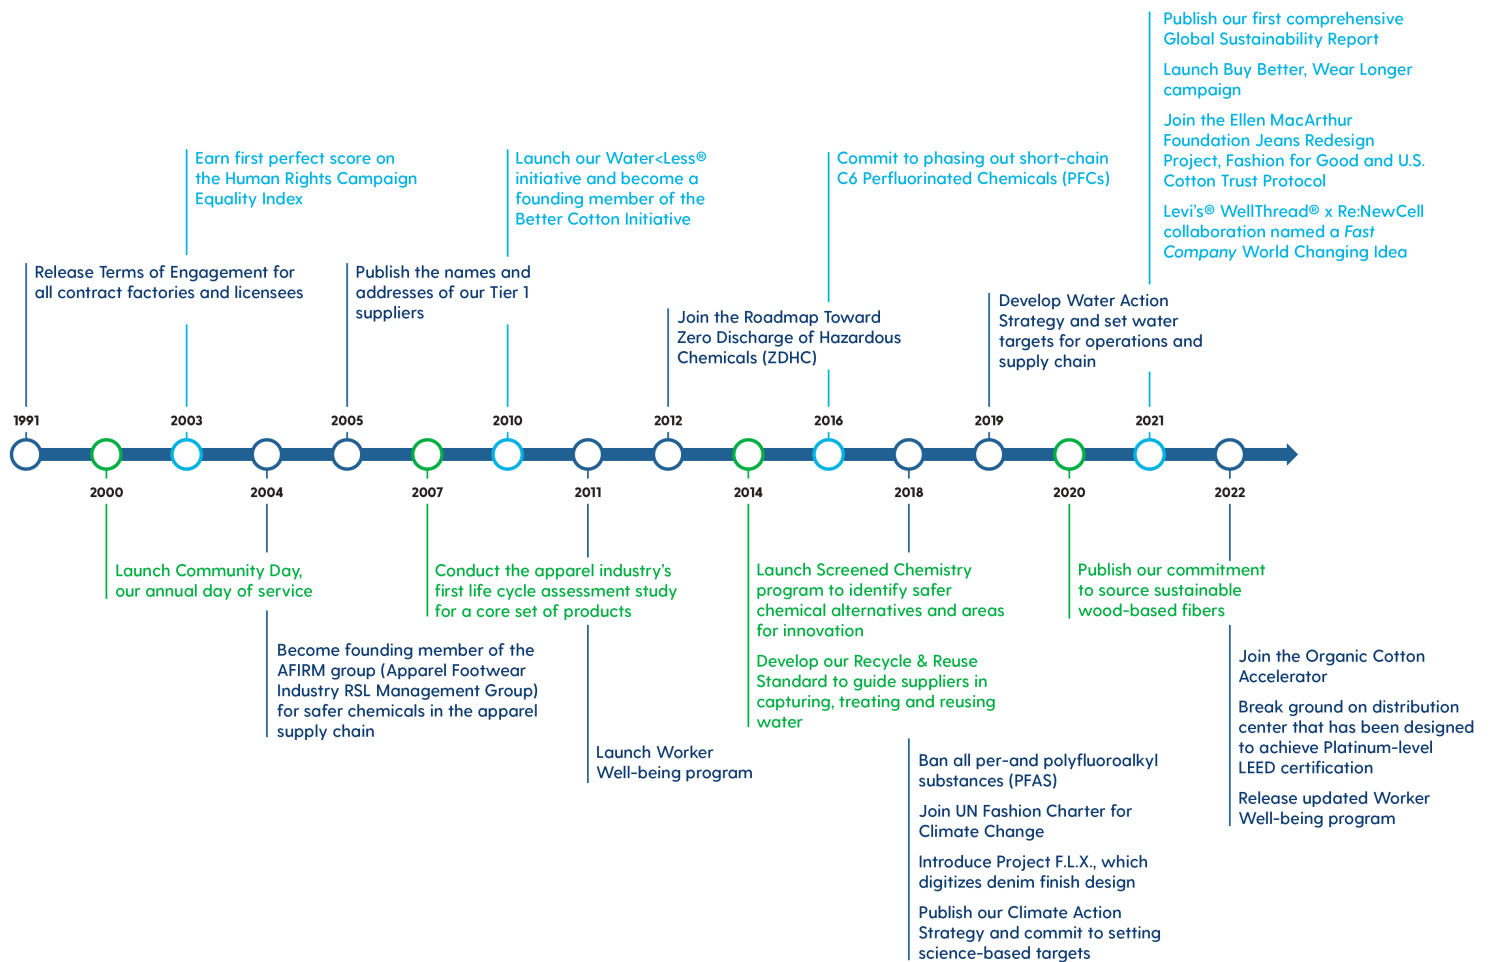 1991
Release Terms of Engagement for
all contract factories and licensees
2000
Launch Community Day,
our annual day of service
2003
Earn first perfect score on
the Human Rights Campaign
Equality Index
2004
Become founding member of the
AFIRM group (Apparel Footwear
Industry RSL Management Group)
for safer chemicals in the apparel
supply chain
2005
Publish the names and
addresses of our Tier 1
suppliers
2007
Conduct the apparel industry's
first life cycle assessment study
for a core set of products
2010
Launch our Water<Less®
initiative and become a
founding member of the
Better Cotton Initiative
2011
Launch Worker
Well-being program
2012
Join the Roadmap Toward
Zero Discharge of Hazardous
Chemicals (ZDHC)
2014
Launch Screened Chemistry
program to identify safer
chemical alternatives and areas
for innovation
Develop our Recycle & Reuse
Standard to guide suppliers in
capturing, treating and reusing
water
2016
Commit to phasing out short-chain
C6 Perfluorinated Chemicals (PFCs)
2018
Ban all per-and polyfluoroalkyl
substances (PFAS)
Join UN Fashion Charter for
Climate Change
Introduce Project F.L.X., which
digitizes denim finish design
Publish our Climate Action
Strategy and commit to setting
science-based targets
2019
Develop Water Action
Strategy and set water
targets for operations and
supply chain
2020
Publish our commitment
to source sustainable
wood-based fibers
2021
Publish our first comprehensive
Global Sustainability Report
Launch Buy Better, Wear Longer
campaign
Join the Ellen MacArthur
Foundation Jeans Redesign
Project, Fashion for Good and U.S.
Cotton Trust Protocol
Levi's® WellThread® x Re:NewCell
collaboration named a Fast
Company World Changing Idea
2022
Join the Organic Cotton
Accelerator
Break ground on distribution
center that has been designed
to achieve Platinum-level
LEED certification
Release updated Worker
Well-being program